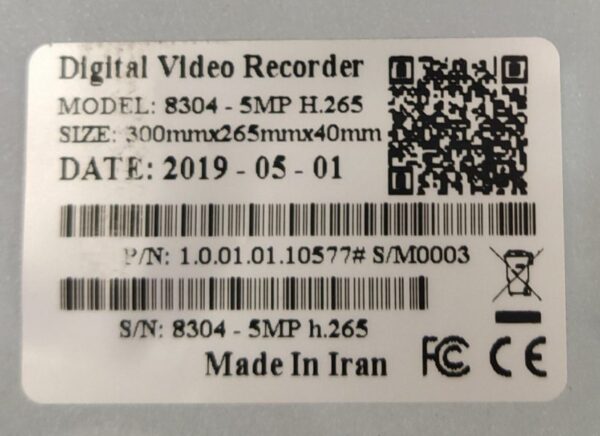 Digital Video Recorder
MODEL: 8304 - 5MP H.265
SIZE: 300mmx265mmx40mm
DATE: 2019 - 05 - 01
P/N: 1.0.01.01.10577# S/M0003
S/N: 8304 - 5MP h.265
Made In Iran
FC CE